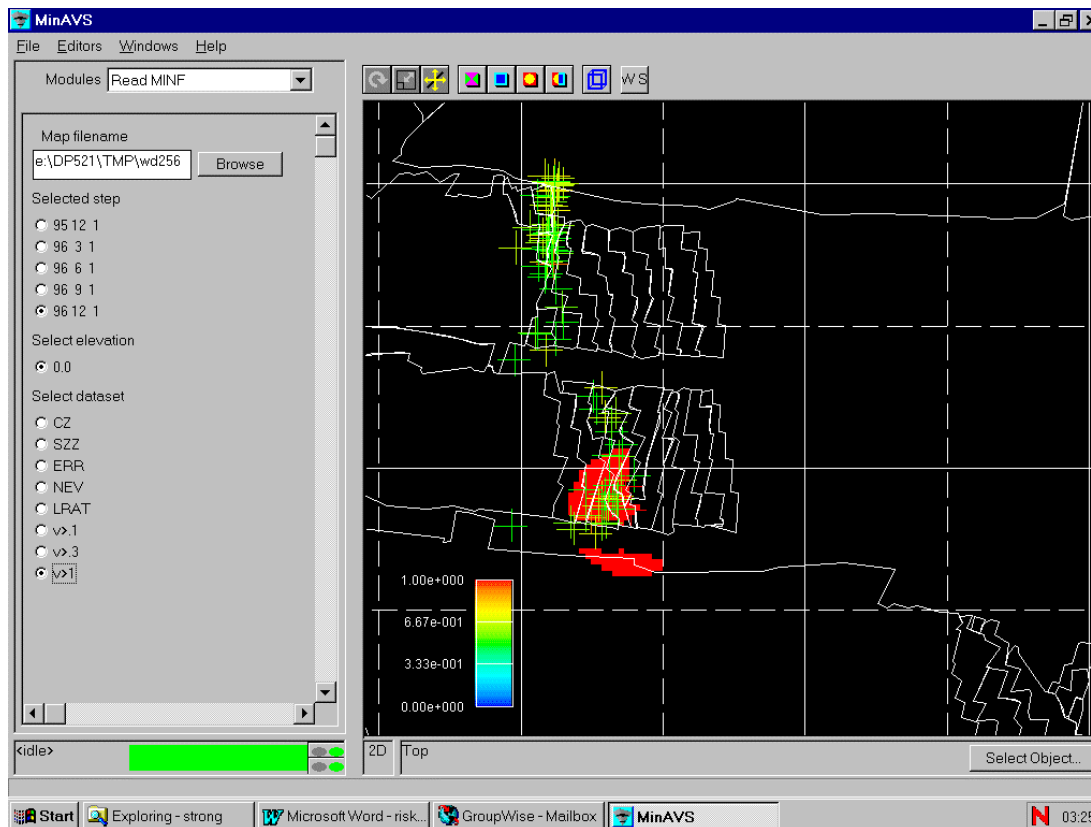 MinAVS
File Editors Windows Help
Modules Read MINF
W S
Map filename
e:\DP521\TMP\wd256 Browse
Selected step
95 12 1
96 3 1
96 6 1
96 9 1
96 12 1
Select elevation
0.0
Select dataset
CZ
SZZ
ERR
NEV
LRAT
v>.1
v>.3
v>1
1.00e+000
6.67e-001
3.33e-001
0.00e+000
<idle> 2D Top
Select Object...
Start Exploring - strong Microsoft Word - risk... GroupWise - Mailbox MinAVS N